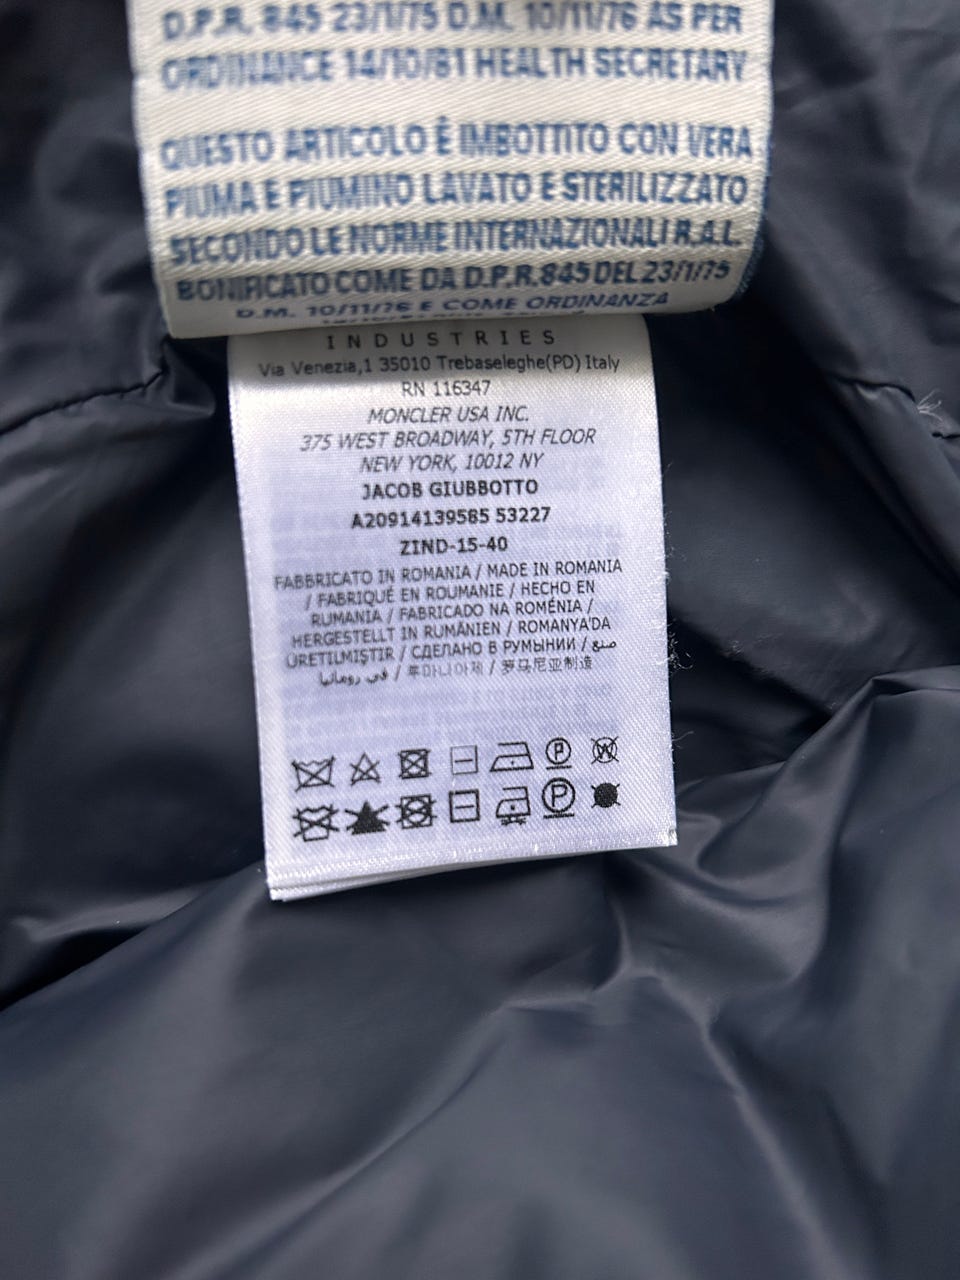 D.P.R. 845 23/1/75 D.M. 10/11/76 AS PER
ORDINANCE 14/10/81 HEALTH SECRETARY
QUESTO ARTICOLO È IMBOTTITO CON VERA
PIUMA E PIUMINO LAVATO E STERILIZZATO
SECONDO LE NORME INTERNAZIONALI R.A.L.
BONIFICATO COME DA D.P.R. 845 DEL 23/1/75
D.M. 10/11/76 E COME ORDINANZA
INDUSTRIES
Via Venezia,1 35010 Trebaseleghe(PD) Italy
RN 116347
MONCLER USA INC.
375 WEST BROADWAY, 5TH FLOOR
NEW YORK, 10012 NY
JACOB GIUBBOTTO
A20914139585 53227
ZIND-15-40
FABBRICATO IN ROMANIA / MADE IN ROMANIA
/ FABRIQUÉ EN ROUMANIE / HECHO EN
RUMANIA / FABRICADO NA ROMÉNIA /
HERGESTELLT IN RUMÄNIEN / ROMANYA'DA
ÜRETILMIŞTIR / СДЕЛАНО В РУМЫНИИ / صنع
في رومانيا / 루마니아제 / 罗马尼亚制造
P W
P